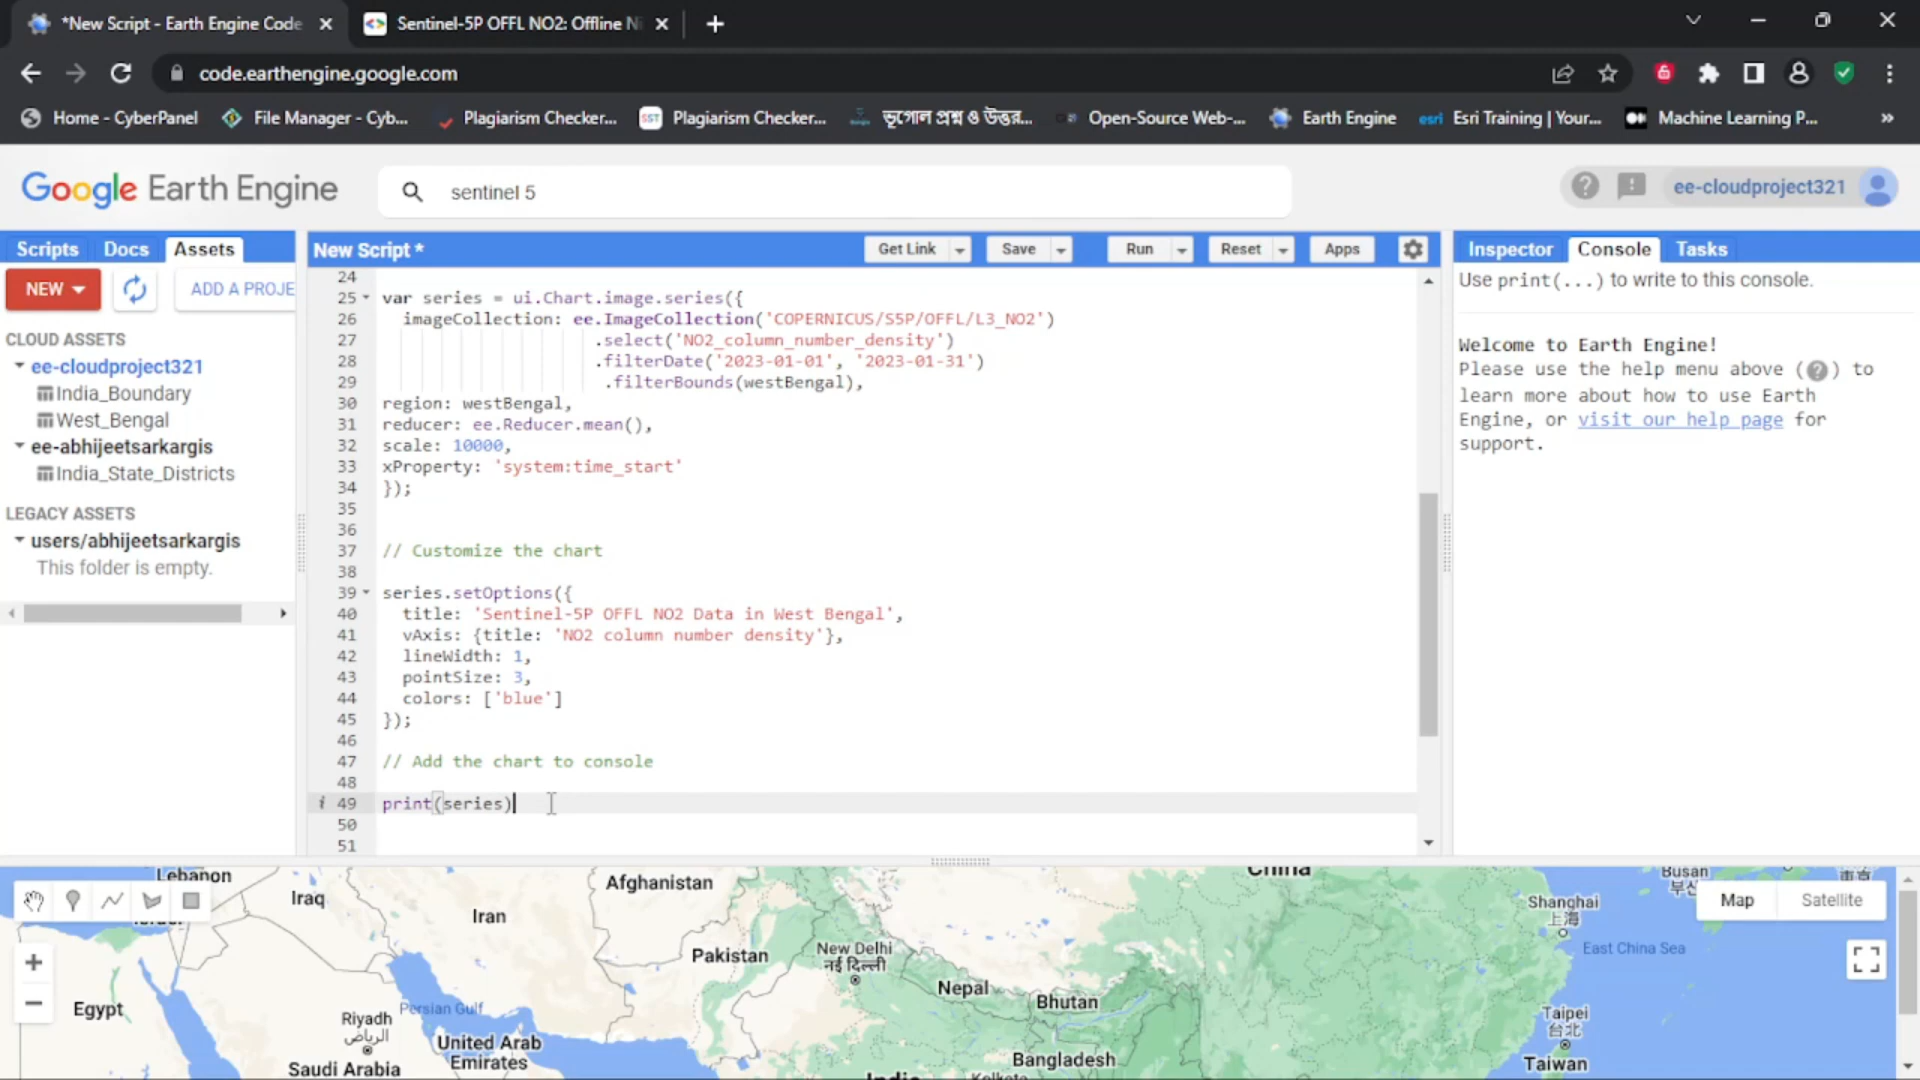 *New Script - Earth Engine Code
Sentinel-5P OFFL NO2: Offline Ni
code.earthengine.google.com
Home - CyberPanel
File Manager - Cyb...
Plagiarism Checker...
SST
Plagiarism Checker...
ভূগোল প্রশ্ন ও উত্তর...
Open-Source Web-...
Earth Engine
esri
Esri Training | Your...
Machine Learning P...
»
Google Earth Engine
sentinel 5
ee-cloudproject321
Scripts
Docs
Assets
NEW
ADD A PROJE
CLOUD ASSETS
ee-cloudproject321
India_Boundary
West_Bengal
ee-abhijeetsarkargis
India_State_Districts
LEGACY ASSETS
users/abhijeetsarkargis
This folder is empty.
New Script *
Get Link
Save
Run
Reset
Apps
24
25 var series = ui.Chart.image.series({
26 imageCollection: ee.ImageCollection('COPERNICUS/S5P/OFFL/L3_NO2')
27 .select('NO2_column_number_density')
28 .filterDate('2023-01-01', '2023-01-31')
29 .filterBounds(westBengal),
30 region: westBengal,
31 reducer: ee.Reducer.mean(),
32 scale: 10000,
33 xProperty: 'system:time_start'
34 });
35
36
37 // Customize the chart
38
39 series.setOptions({
40 title: 'Sentinel-5P OFFL NO2 Data in West Bengal',
41 vAxis: {title: 'NO2 column number density'},
42 lineWidth: 1,
43 pointSize: 3,
44 colors: ['blue']
45 });
46
47 // Add the chart to console
48
i 49 print(series)
50
51
Inspector
Console
Tasks
Use print(...) to write to this console.
Welcome to Earth Engine!
Please use the help menu above (?) to
learn more about how to use Earth
Engine, or visit our help page for
support.
Lebanon
Iraq
Iran
Afghanistan
Pakistan
New Delhi
नई दिल्ली
Nepal
Bhutan
Bangladesh
India
Kolkata
China
Busan
부산
Shanghai
上海
East China Sea
Taipei
台北
Taiwan
Egypt
Persian Gulf
Riyadh
الرياض
United Arab
Emirates
Saudi Arabia
Map
Satellite